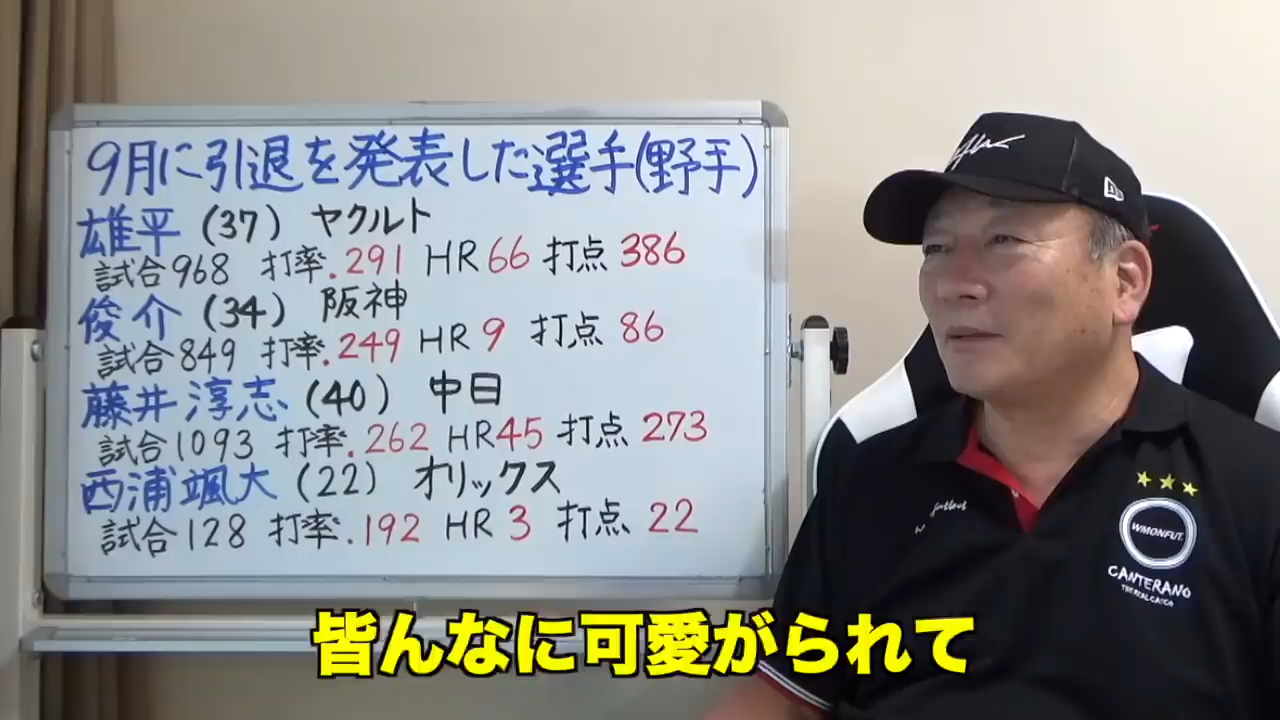 9月に引退を発表した選手(野手)
雄平 (37) ヤクルト
試合968 打率.291 HR66 打点386
俊介 (34) 阪神
試合849 打率.249 HR9 打点86
藤井淳志 (40) 中日
試合1093 打率.262 HR45 打点273
西浦颯大 (22) オリックス
試合128 打率.192 HR3 打点22
WMONFUT.
CANTERANO
皆んなに可愛がられて